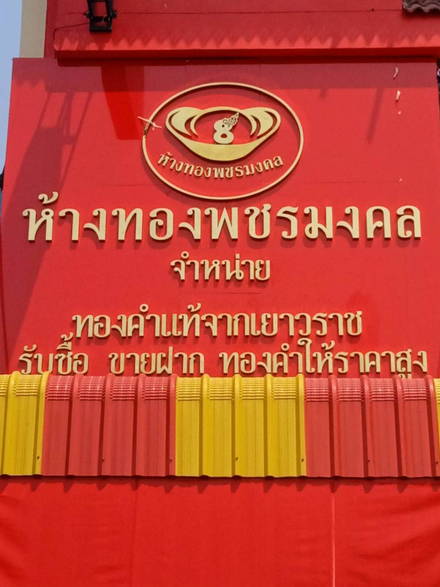 8
ห้างทองพชรมงคล
ห้างทองพชรมงคล
จำหน่าย
ทองคำแท้จากเยาวราช
รับซื้อ ขายฝาก ทองคำให้ราคาสูง